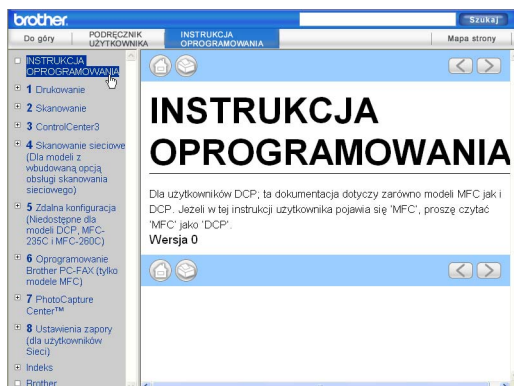 brother
Szukaj
Do góry
PODRĘCZNIK
UŻYTKOWNIKA
INSTRUKCJA
OPROGRAMOWANIA
Mapa strony
INSTRUKCJA
OPROGRAMOWANIA
1 Drukowanie
2 Skanowanie
3 ControlCenter3
4 Skanowanie sieciowe
(Dla modeli z
wbudowaną opcją
obsługi skanowania
sieciowego)
5 Zdalna konfiguracja
(Niedostępne dla
modeli DCP, MFC-
235C i MFC-260C)
6 Oprogramowanie
Brother PC-FAX (tylko
modele MFC)
7 PhotoCapture
Center™
8 Ustawienia zapory
(dla użytkowników
Sieci)
Indeks
Brother
INSTRUKCJA
OPROGRAMOWANIA
Dla użytkowników DCP; ta dokumentacja dotyczy zarówno modeli MFC jak i
DCP. Jeżeli w tej instrukcji użytkownika pojawia się 'MFC', proszę czytać
'MFC' jako 'DCP'.
Wersja 0